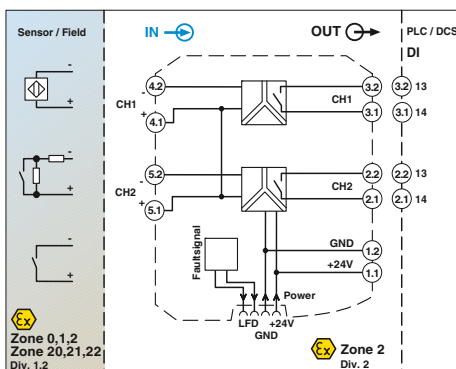 Sensor / Field
IN
OUT
PLC / DCS
DI
-
+
-
+
-
+
Ex
Zone 0,1,2
Zone 20,21,22
Div. 1,2
4.2
-
CH1
+
4.1
5.2
-
CH2
+
5.1
3.2
CH1
3.1
2.2
CH2
2.1
GND
1.2
+24V
1.1
Faultsignal
Power
LFD
+24V
GND
Ex
Zone 2
Div. 2
3.2 13
3.1 14
2.2 13
2.1 14